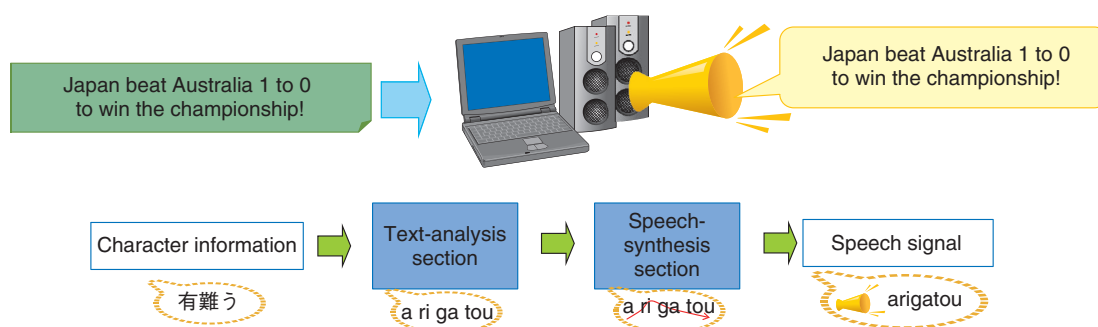 Japan beat Australia 1 to 0
to win the championship!
Japan beat Australia 1 to 0
to win the championship!
Character information
Text-analysis
section
Speech-
synthesis
section
Speech signal
有難う
a ri ga tou
a ri ga tou
arigatou